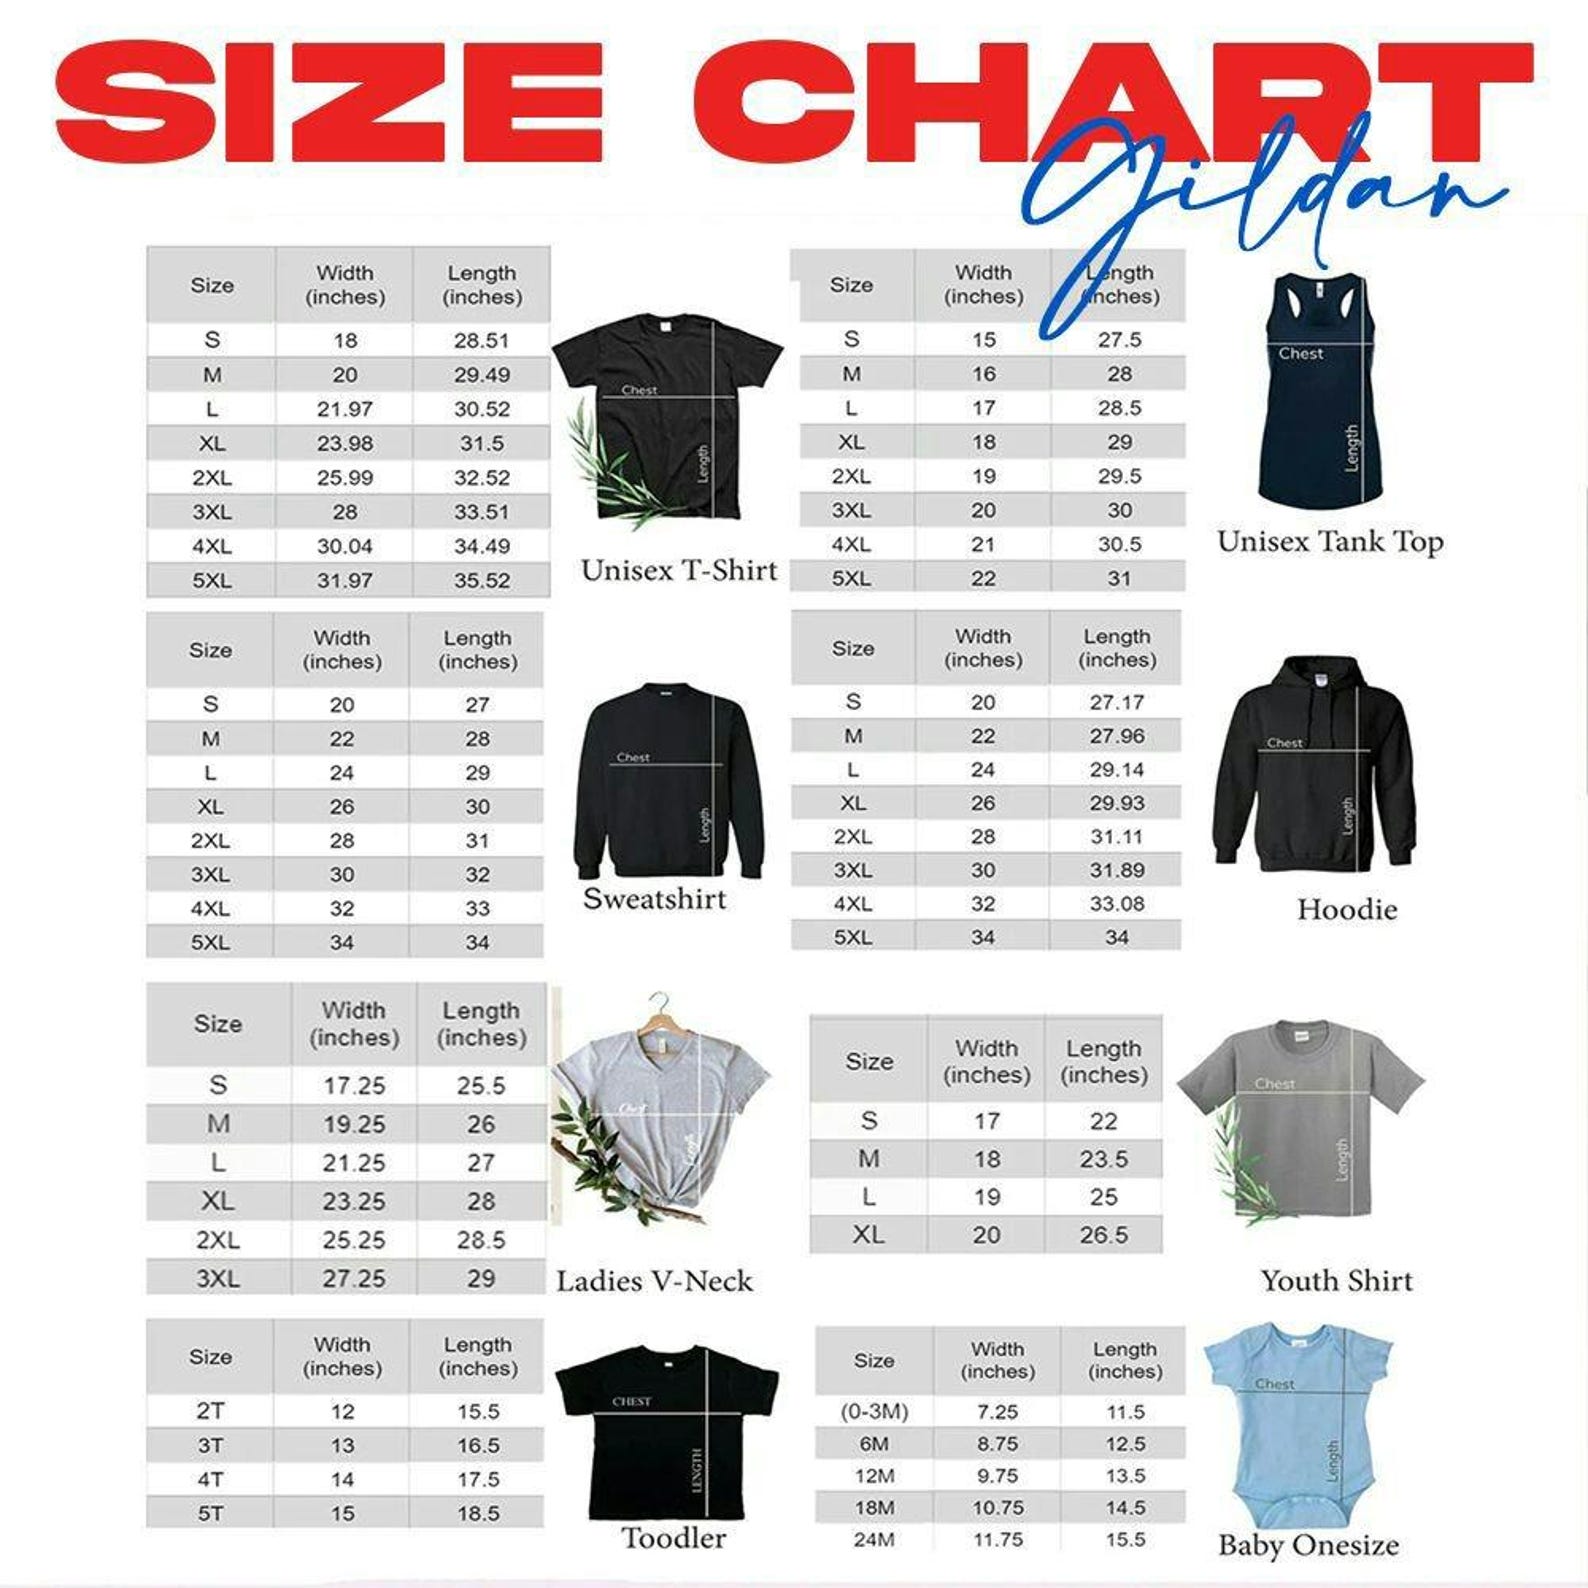 SIZE CHART
Gildan
Size Width (inches) Length (inches)
S 18 28.51
M 20 29.49
L 21.97 30.52
XL 23.98 31.5
2XL 25.99 32.52
3XL 28 33.51
4XL 30.04 34.49
5XL 31.97 35.52
Chest
Length
Unisex T-Shirt
Size Width (inches) Length (inches)
S 15 27.5
M 16 28
L 17 28.5
XL 18 29
2XL 19 29.5
3XL 20 30
4XL 21 30.5
5XL 22 31
Chest
Length
Unisex Tank Top
Size Width (inches) Length (inches)
S 20 27
M 22 28
L 24 29
XL 26 30
2XL 28 31
3XL 30 32
4XL 32 33
5XL 34 34
Chest
Length
Sweatshirt
Size Width (inches) Length (inches)
S 20 27.17
M 22 27.96
L 24 29.14
XL 26 29.93
2XL 28 31.11
3XL 30 31.89
4XL 32 33.08
5XL 34 34
Chest
Length
Hoodie
Size Width (inches) Length (inches)
S 17.25 25.5
M 19.25 26
L 21.25 27
XL 23.25 28
2XL 25.25 28.5
3XL 27.25 29
Chest
Length
Ladies V-Neck
Size Width (inches) Length (inches)
S 17 22
M 18 23.5
L 19 25
XL 20 26.5
Chest
Length
Youth Shirt
Size Width (inches) Length (inches)
2T 12 15.5
3T 13 16.5
4T 14 17.5
5T 15 18.5
CHEST
LENGTH
Toodler
Size Width (inches) Length (inches)
(0-3M) 7.25 11.5
6M 8.75 12.5
12M 9.75 13.5
18M 10.75 14.5
24M 11.75 15.5
Chest
Length
Baby Onesize